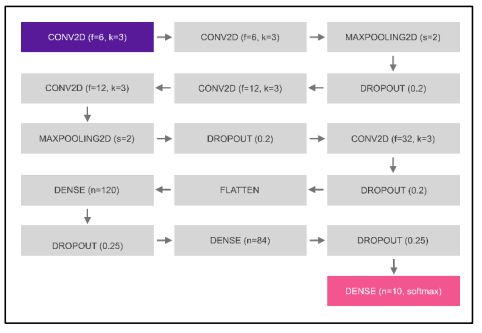 CONV2D (f=6, k=3)
CONV2D (f=6, k=3)
MAXPOOLING2D (s=2)
CONV2D (f=12, k=3)
CONV2D (f=12, k=3)
DROPOUT (0.2)
MAXPOOLING2D (s=2)
DROPOUT (0.2)
CONV2D (f=32, k=3)
DENSE (n=120)
FLATTEN
DROPOUT (0.2)
DROPOUT (0.25)
DENSE (n=84)
DROPOUT (0.25)
DENSE (n=10, softmax)